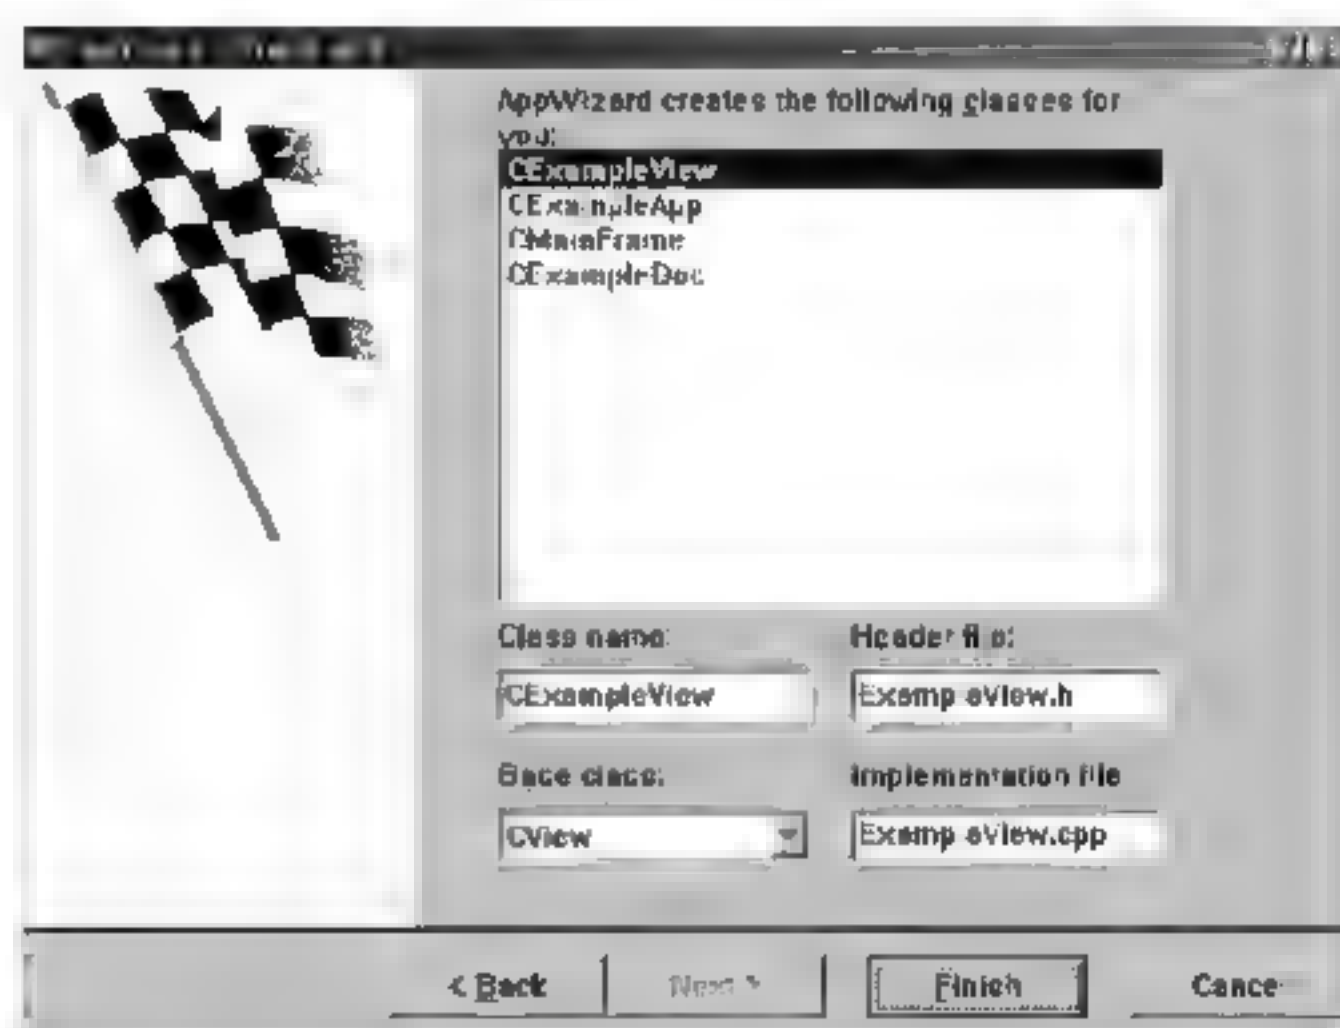 AppWizard creates the following classes for
you:
CExampleView
CExampleApp
CMainFrame
CExampleDoc
Class name:
Header file:
CExampleView
ExampleView.h
Base class:
Implementation file
CView
ExampleView.cpp
< Back
Next >
Finish
Cance